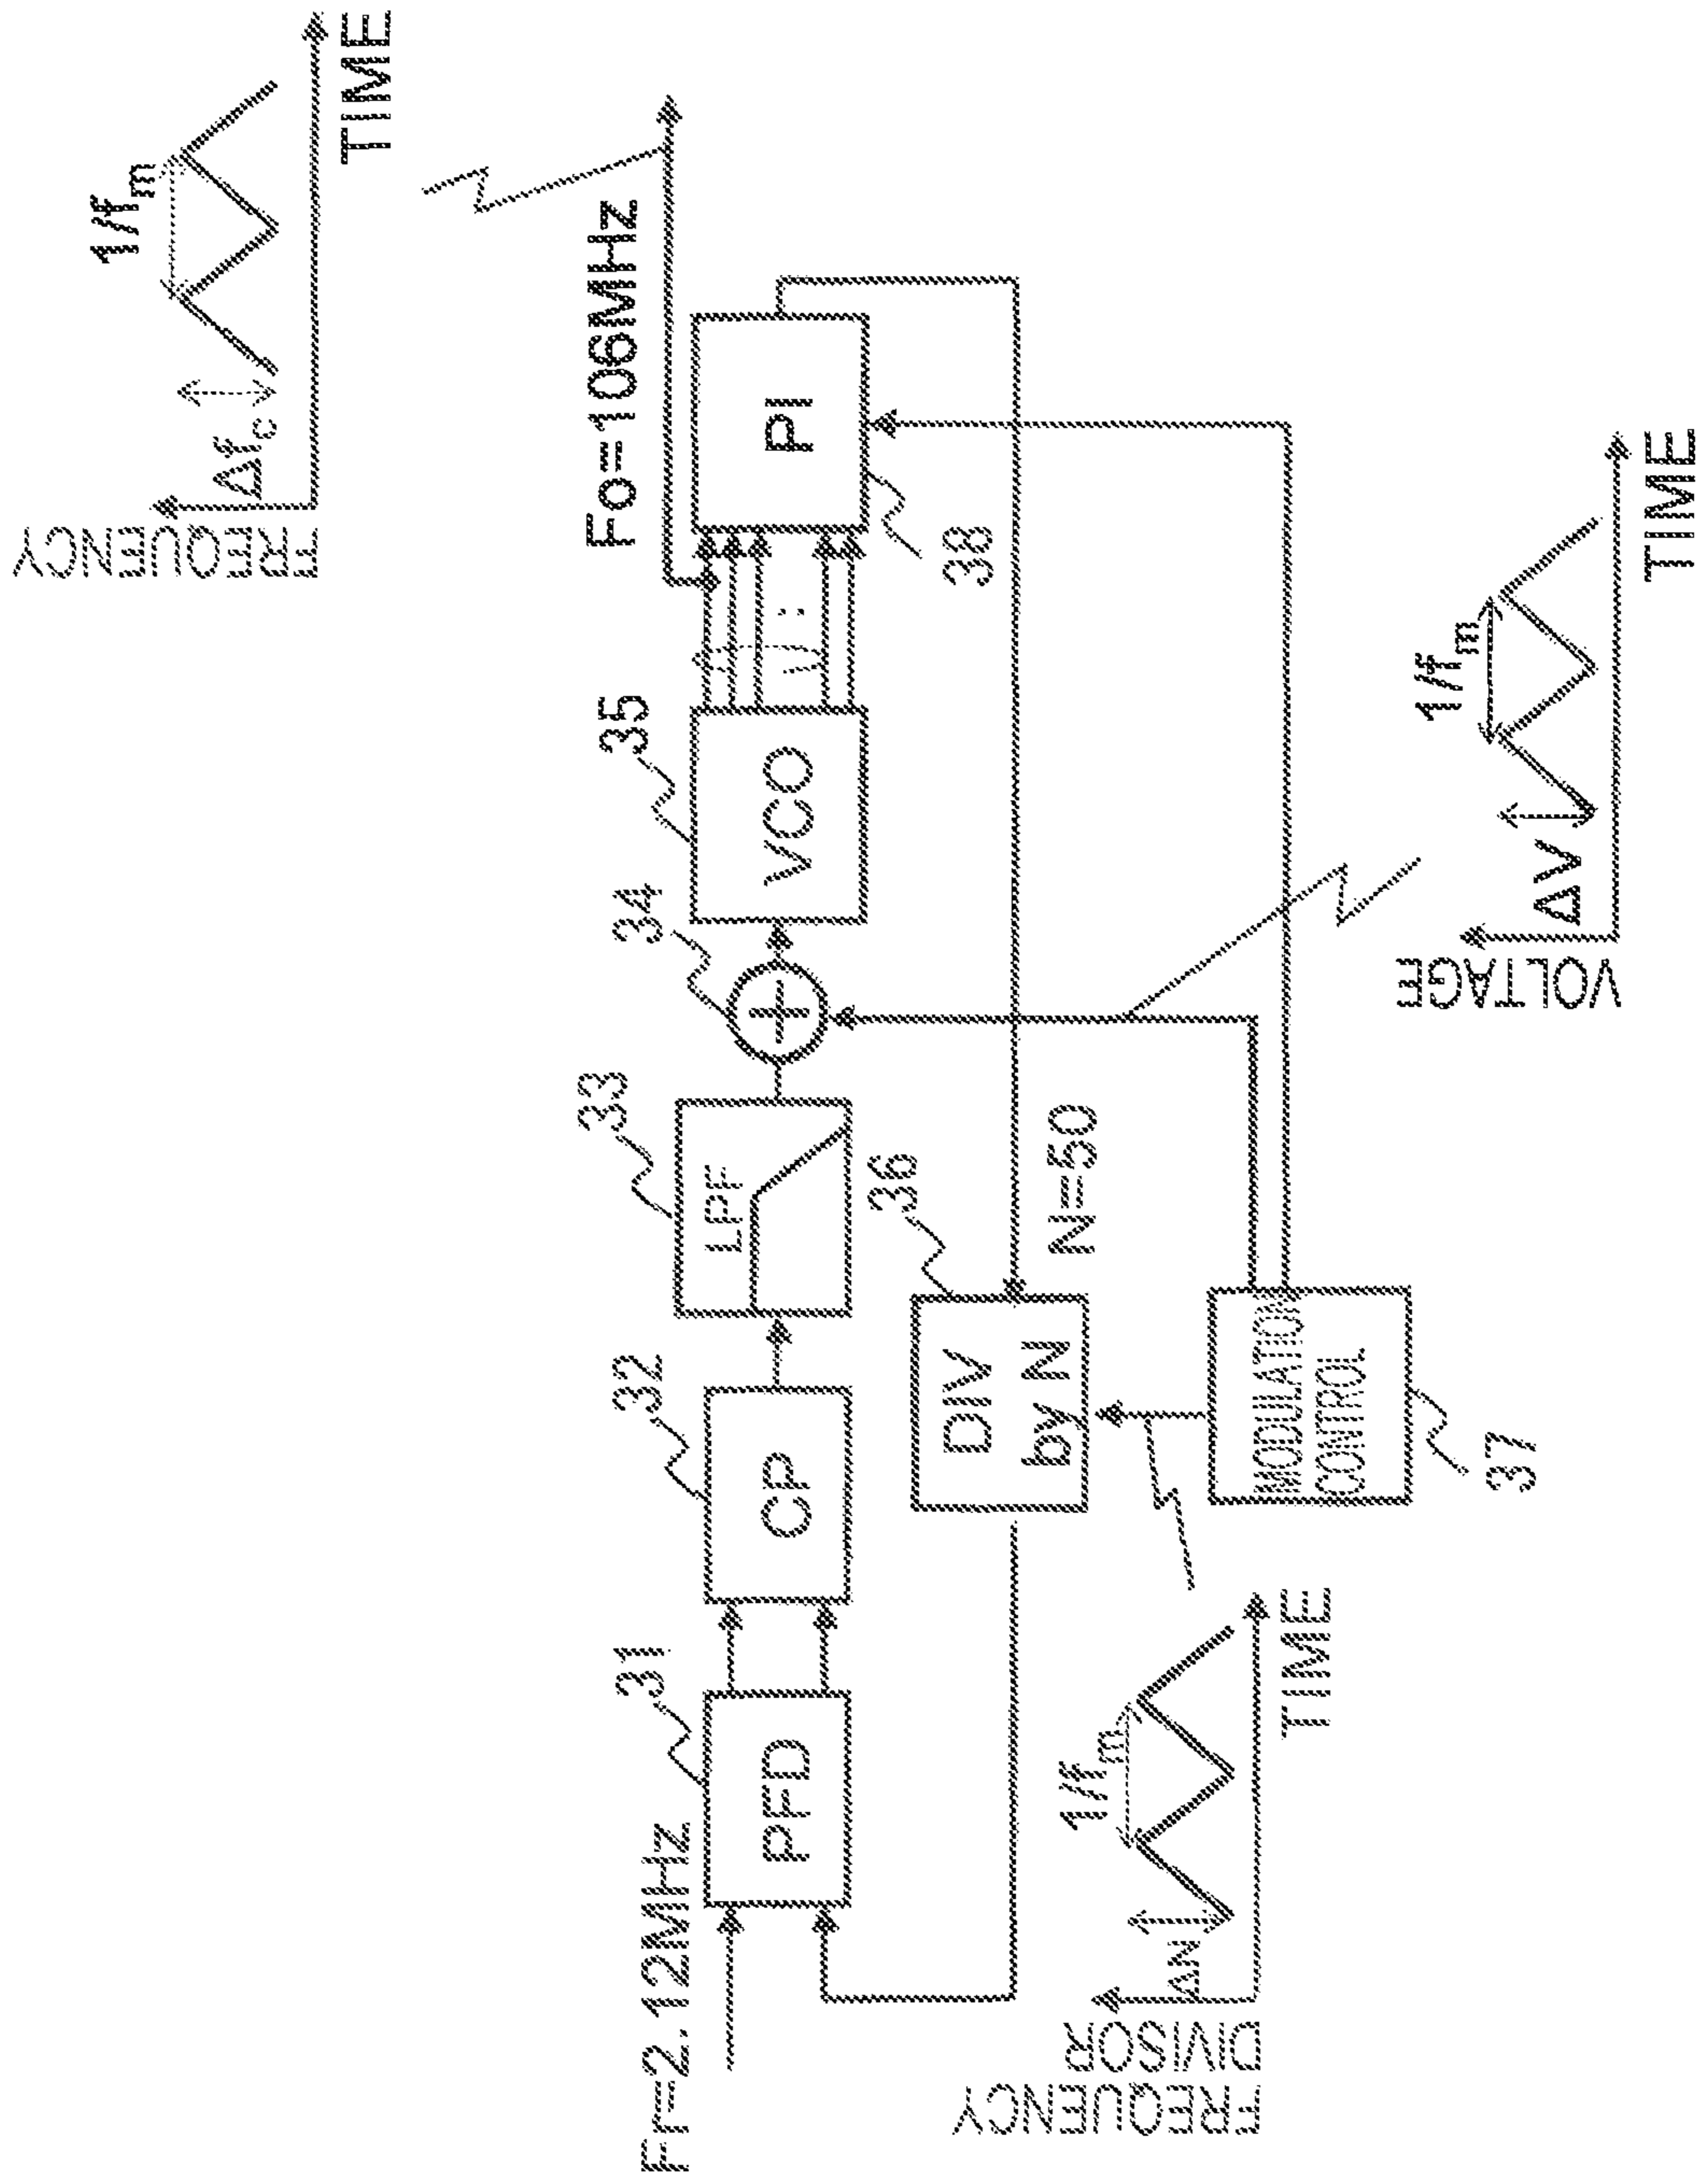 FREQUENCY
Δfc
1/fm
TIME
Fr=2.12MHz
31
PFD
32
CP
33
LPF
34
35
VCO
Fo=106MHz
PI
38
36
DIV
by N
N=50
MODULATION
CONTROL
37
FREQUENCY
DIVISOR
ΔN
1/fm
TIME
VOLTAGE
ΔV
1/fm
TIME